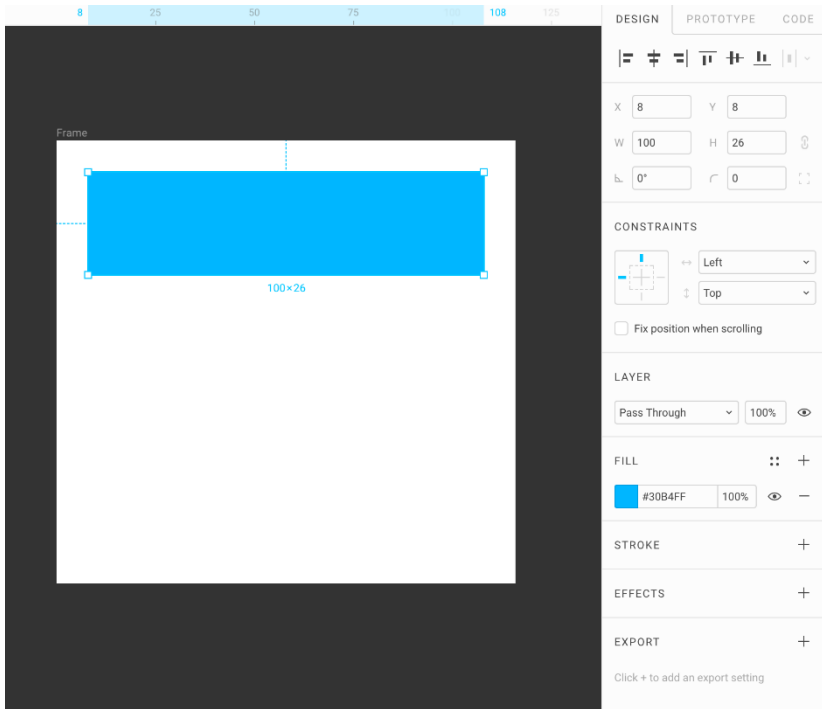 8 25 50 75 100 108 125
DESIGN PROTOTYPE CODE
X 8 Y 8
W 100 H 26
0° 0
CONSTRAINTS
Left
Top
Fix position when scrolling
LAYER
Pass Through 100%
FILL
#30B4FF 100%
STROKE
EFFECTS
EXPORT
Click + to add an export setting
Frame
100×26